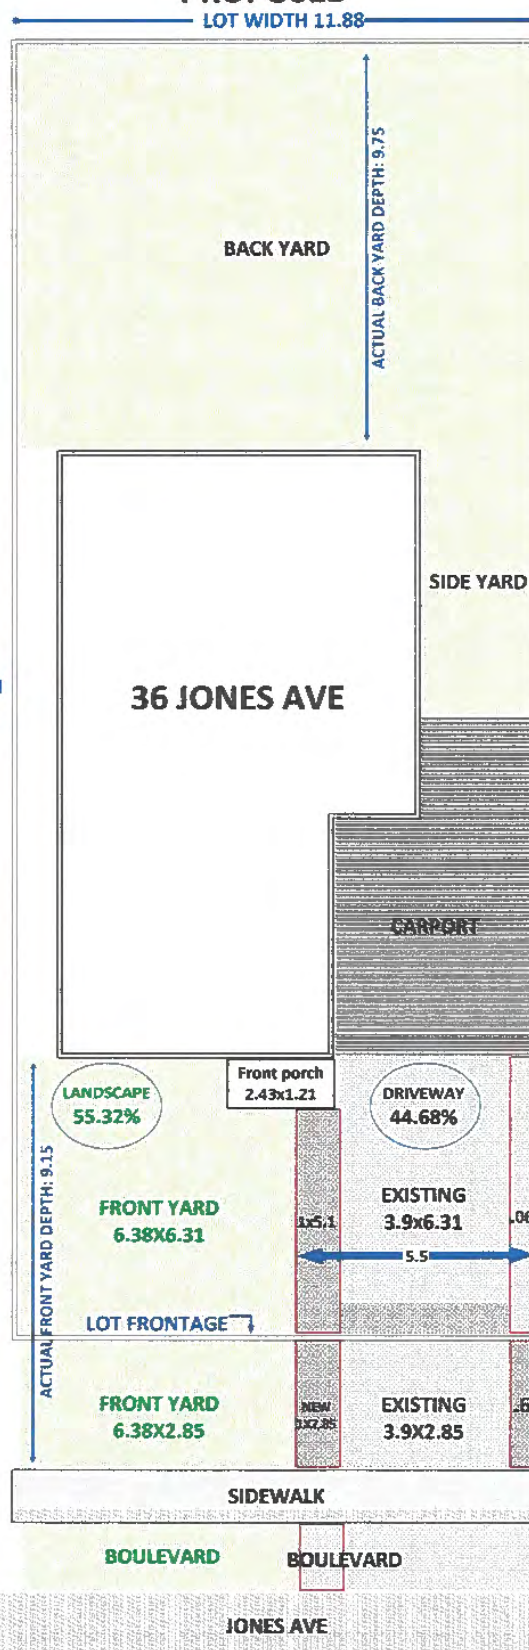 LOT WIDTH 11.88
ACTUAL BACK YARD DEPTH: 9.75
BACK YARD
SIDE YARD
36 JONES AVE
CARPORT
Front porch
2.43x1.21
LANDSCAPE
55.32%
DRIVEWAY
44.68%
ACTUAL FRONT YARD DEPTH: 9.15
FRONT YARD
6.38X6.31
1x5.1
EXISTING
3.9x6.31
5.5
LOT FRONTAGE
FRONT YARD
6.38X2.85
NEW
EXISTING
3.9X2.85
SIDEWALK
BOULEVARD
BOULEVARD
JONES AVE